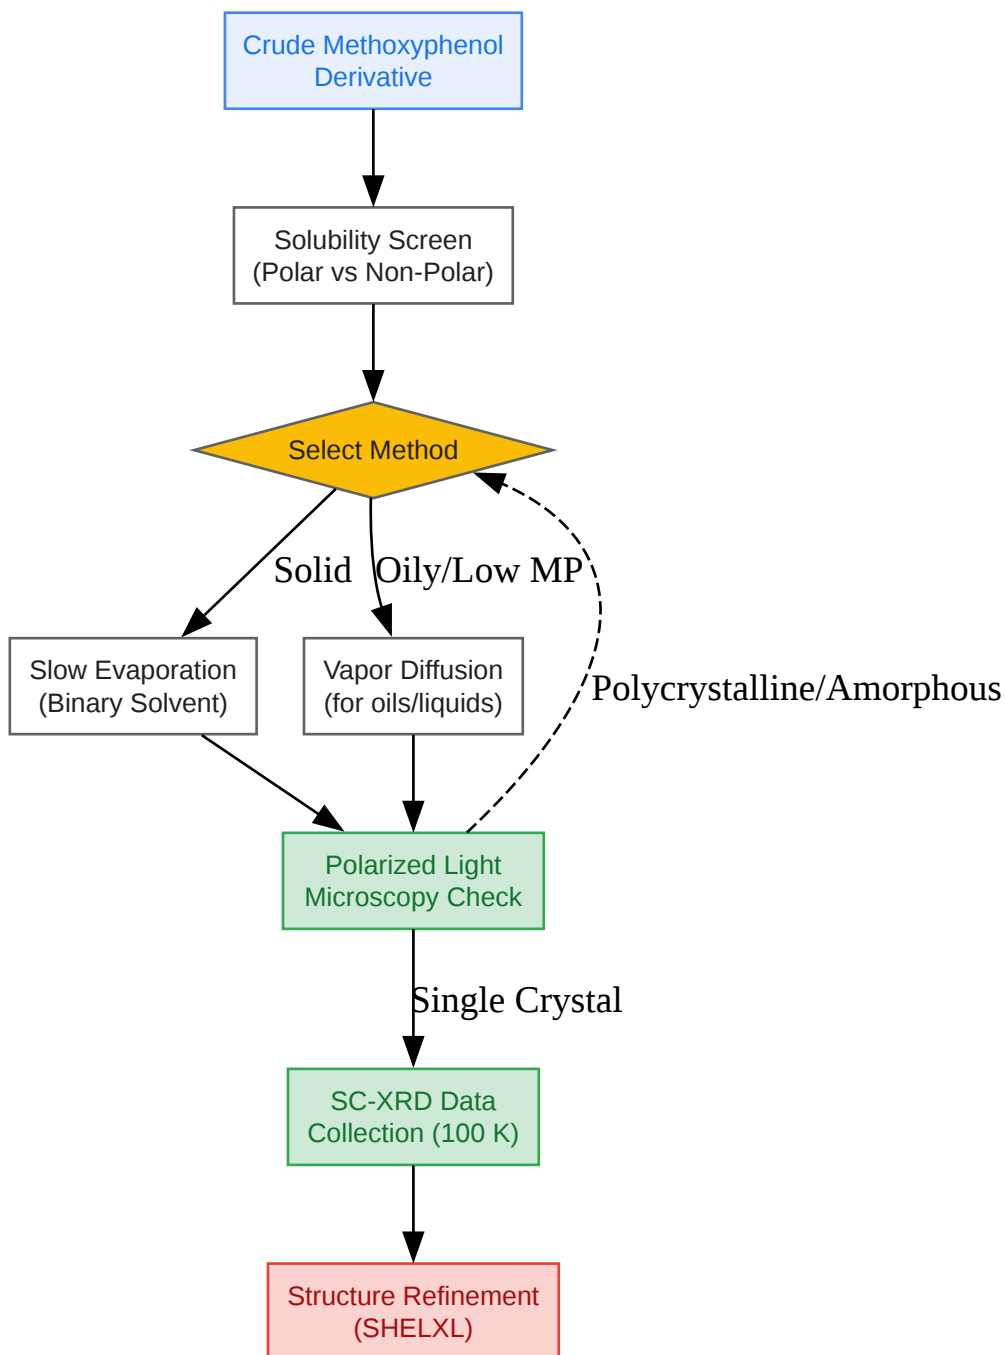 Crude Methoxyphenol
Derivative
Solubility Screen
(Polar vs Non-Polar)
Select Method
Solid
Oily/Low MP
Slow Evaporation
(Binary Solvent)
Vapor Diffusion
(for oils/liquids)
Polycrystalline/Amorphous
Polarized Light
Microscopy Check
Single Crystal
SC-XRD Data
Collection (100 K)
Structure Refinement
(SHELXL)